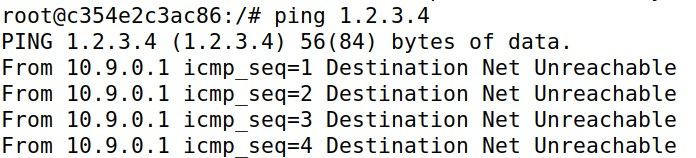 root@c354e2c3ac86:/# ping 1.2.3.4
PING 1.2.3.4 (1.2.3.4) 56(84) bytes of data.
From 10.9.0.1 icmp_seq=1 Destination Net Unreachable
From 10.9.0.1 icmp_seq=2 Destination Net Unreachable
From 10.9.0.1 icmp_seq=3 Destination Net Unreachable
From 10.9.0.1 icmp_seq=4 Destination Net Unreachable